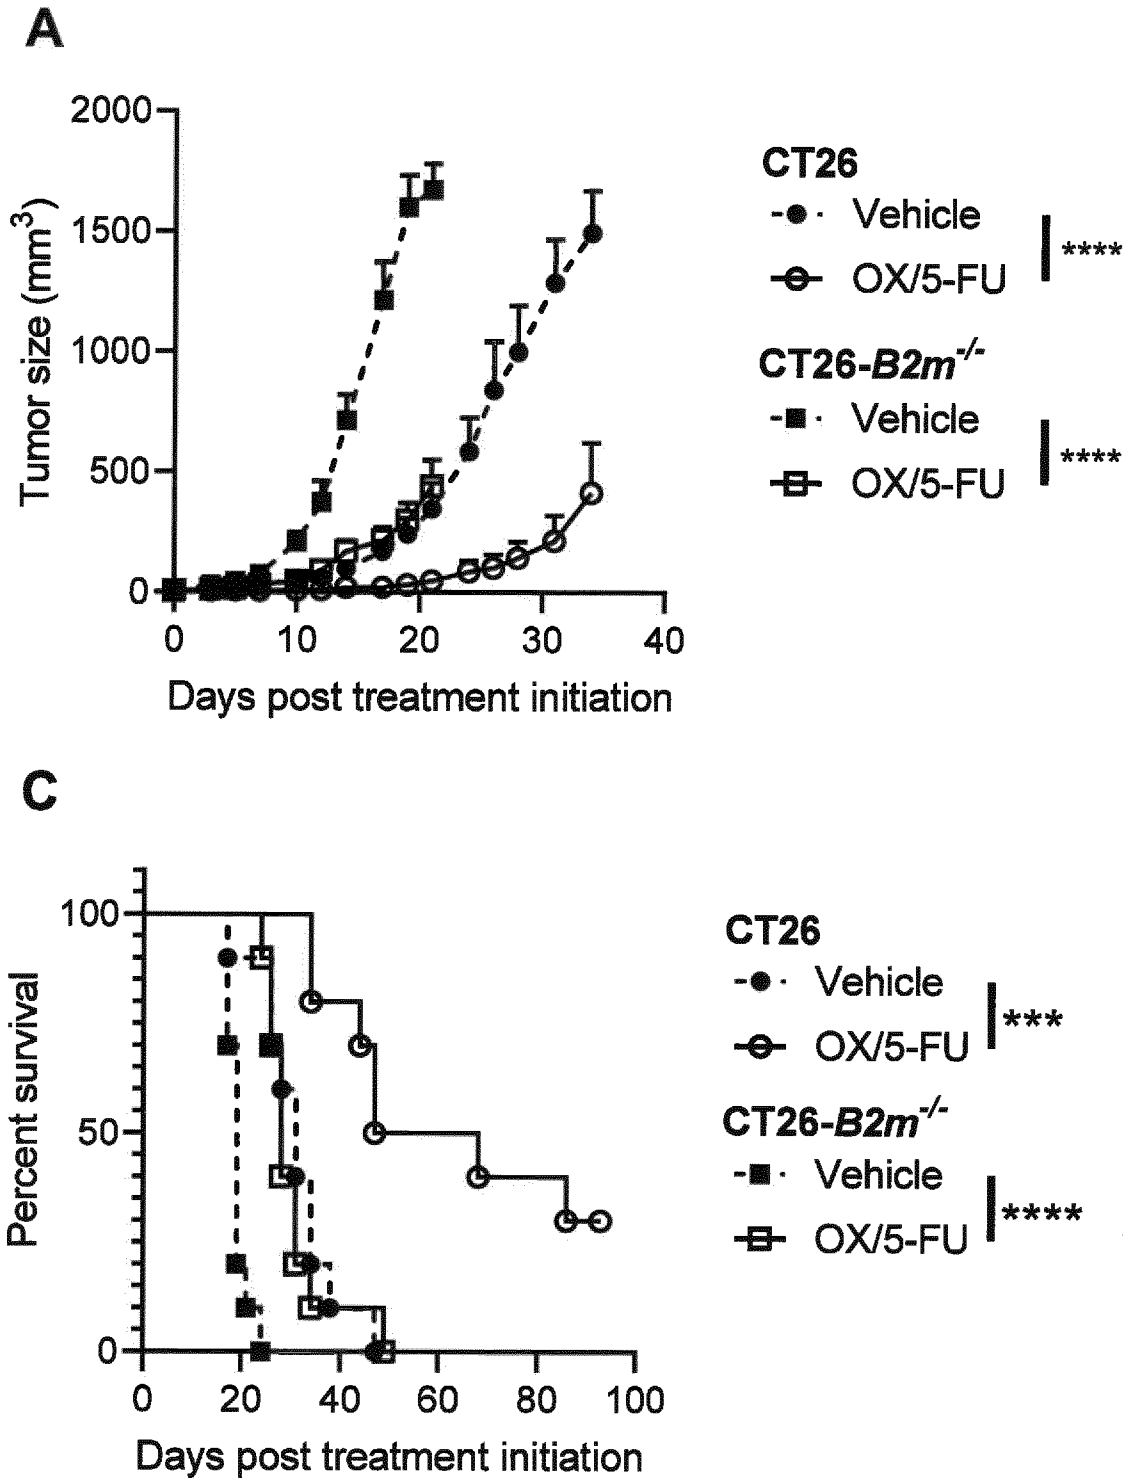 A
2000
1500
1000
500
0
Tumor size (mm³)
0 10 20 30 40
Days post treatment initiation
CT26
Vehicle
OX/5-FU
****
CT26-B2m-/-
Vehicle
OX/5-FU
****
C
100
50
0
Percent survival
0 20 40 60 80 100
Days post treatment initiation
CT26
Vehicle
OX/5-FU
***
CT26-B2m-/-
Vehicle
OX/5-FU
****